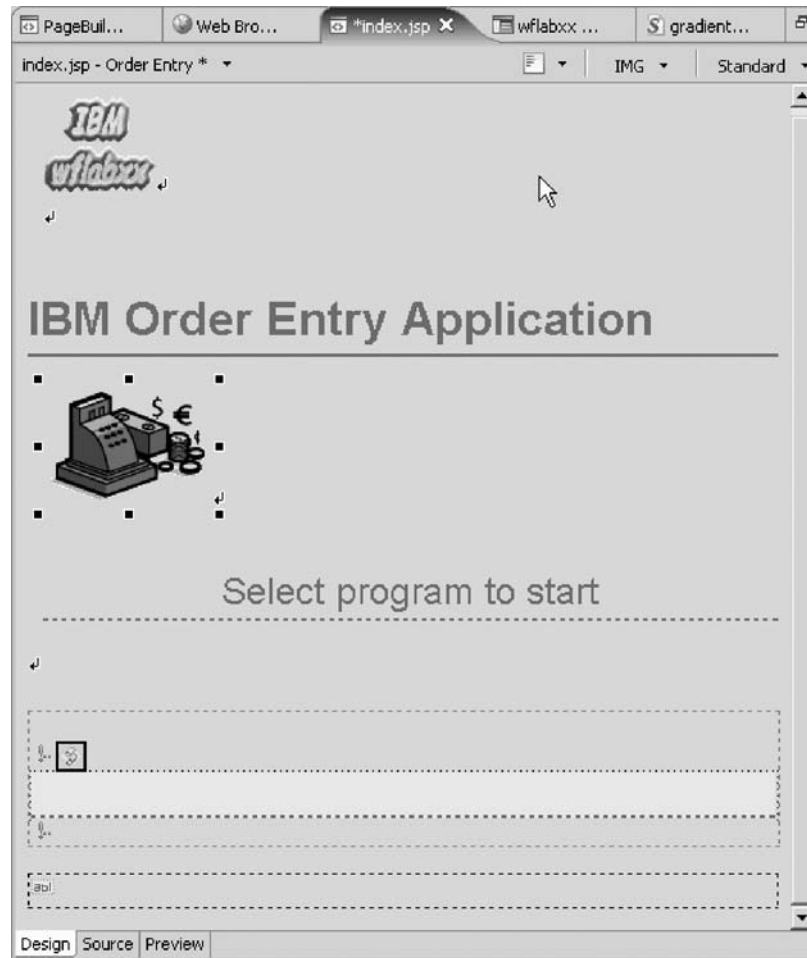 PageBuil... Web Bro... *index.jsp wflabxx ... gradient...
index.jsp - Order Entry * IMG Standard
IBM
wflabxx
IBM Order Entry Application
$ €
Select program to start
abI
Design Source Preview